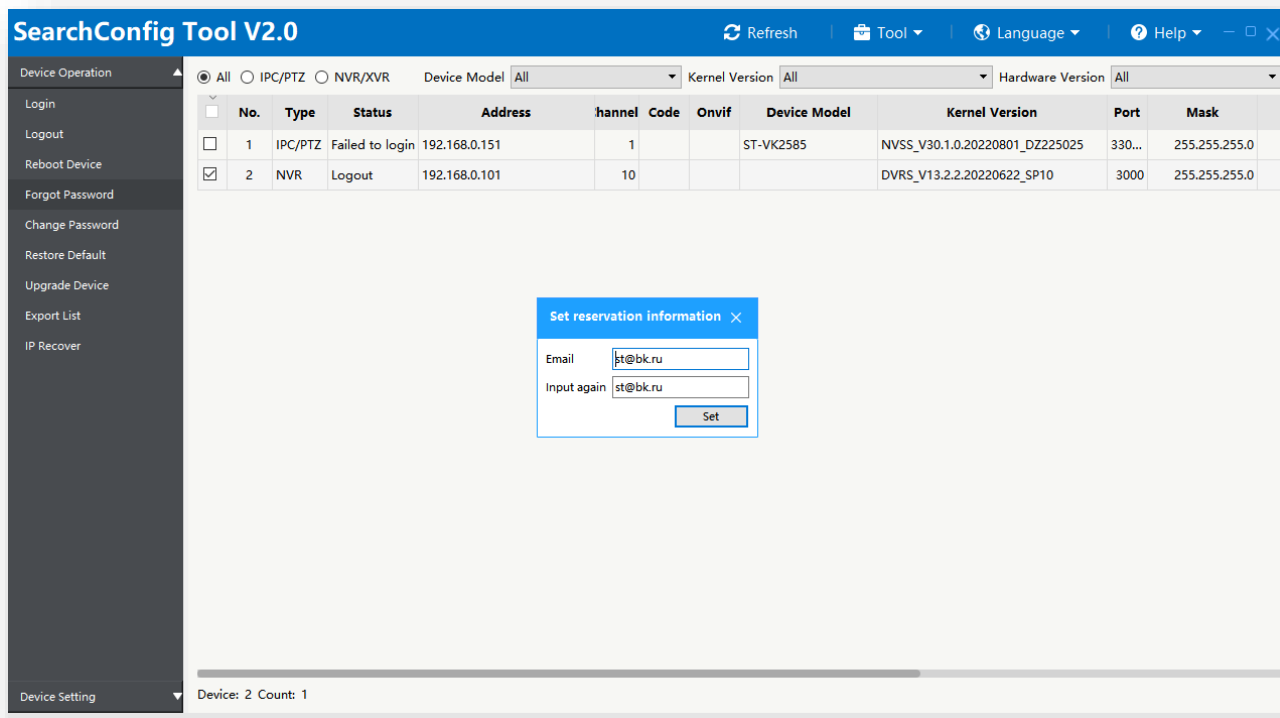 SearchConfig Tool V2.0
Refresh
Tool
Language
Help
Device Operation
All IPC/PTZ NVR/XVR Device Model All Kernel Version All Hardware Version All
Login
Logout
Reboot Device
Forgot Password
Change Password
Restore Default
Upgrade Device
Export List
IP Recover
No. Type Status Address hannel Code Onvif Device Model Kernel Version Port Mask
1 IPC/PTZ Failed to login 192.168.0.151 1 ST-VK2585 NVSS_V30.1.0.20220801_DZ225025 330... 255.255.255.0
2 NVR Logout 192.168.0.101 10 DVRS_V13.2.2.20220622_SP10 3000 255.255.255.0
Set reservation information
Email st@bk.ru
Input again st@bk.ru
Set
Device Setting
Device: 2 Count: 1